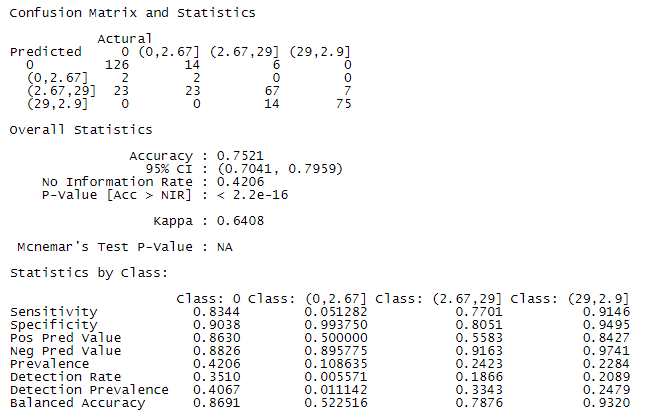 Confusion Matrix and Statistics
Actural
Predicted 0 (0,2.67] (2.67,29] (29,2.9]
0 126 14 6 0
(0,2.67] 2 2 0 0
(2.67,29] 23 23 67 7
(29,2.9] 0 0 14 75
Overall Statistics
Accuracy : 0.7521
95% CI : (0.7041, 0.7959)
No Information Rate : 0.4206
P-Value [Acc > NIR] : < 2.2e-16
Kappa : 0.6408
Mcnemar's Test P-Value : NA
Statistics by Class:
Class: 0 Class: (0,2.67] Class: (2.67,29] Class: (29,2.9]
Sensitivity 0.8344 0.051282 0.7701 0.9146
Specificity 0.9038 0.993750 0.8051 0.9495
Pos Pred Value 0.8630 0.500000 0.5583 0.8427
Neg Pred Value 0.8826 0.895775 0.9163 0.9741
Prevalence 0.4206 0.108635 0.2423 0.2284
Detection Rate 0.3510 0.005571 0.1866 0.2089
Detection Prevalence 0.4067 0.011142 0.3343 0.2479
Balanced Accuracy 0.8691 0.522516 0.7876 0.9320